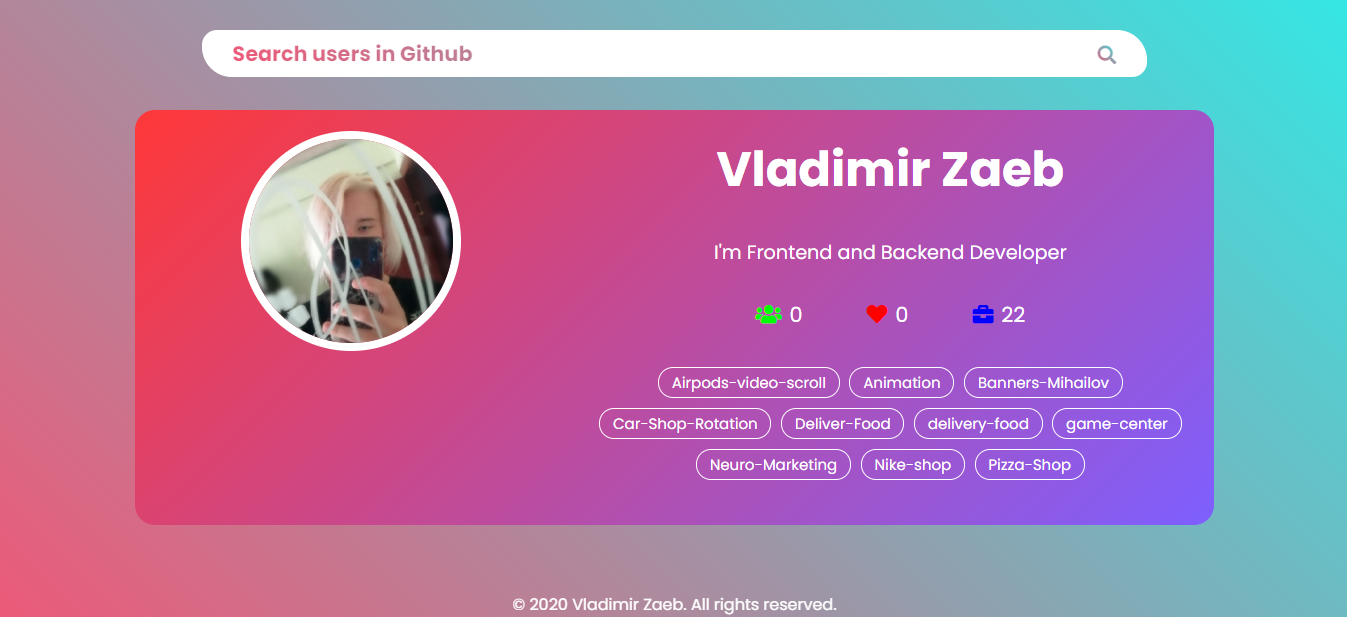 Search users in Github
Vladimir Zaeb
I'm Frontend and Backend Developer
0 0 22
Airpods-video-scroll Animation Banners-Mihailov
Car-Shop-Rotation Deliver-Food delivery-food game-center
Neuro-Marketing Nike-shop Pizza-Shop
© 2020 Vladimir Zaeb. All rights reserved.